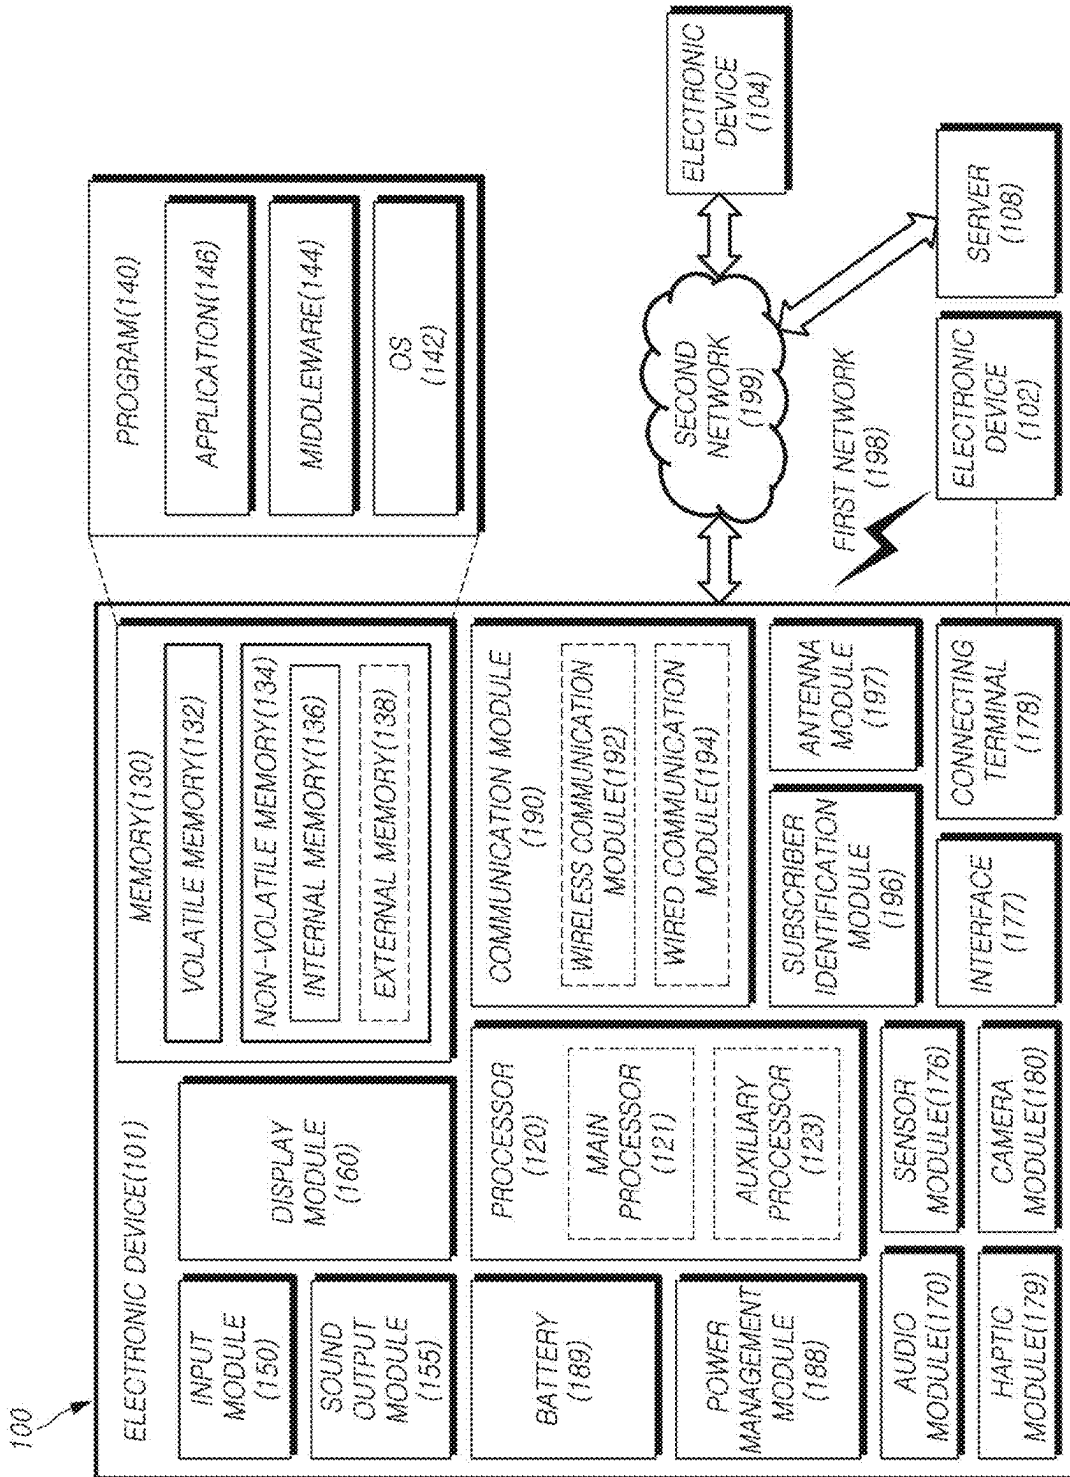 100
ELECTRONIC DEVICE(101)
INPUT
MODULE
(150)
SOUND
OUTPUT
MODULE
(155)
DISPLAY
MODULE
(160)
MEMORY(130)
VOLATILE MEMORY(132)
NON-VOLATILE MEMORY(134)
INTERNAL MEMORY(136)
EXTERNAL MEMORY(138)
PROGRAM(140)
APPLICATION(146)
MIDDLEWARE(144)
OS
(142)
BATTERY
(189)
POWER
MANAGEMENT
MODULE
(188)
PROCESSOR
(120)
MAIN
PROCESSOR
(121)
AUXILIARY
PROCESSOR
(123)
COMMUNICATION MODULE
(190)
WIRELESS COMMUNICATION
MODULE(192)
WIRED COMMUNICATION
MODULE(194)
SUBSCRIBER
IDENTIFICATION
MODULE
(196)
ANTENNA
MODULE
(197)
SECOND
NETWORK
(199)
ELECTRONIC
DEVICE
(104)
FIRST NETWORK
(198)
AUDIO
MODULE(170)
SENSOR
MODULE(176)
HAPTIC
MODULE(179)
CAMERA
MODULE(180)
INTERFACE
(177)
CONNECTING
TERMINAL
(178)
ELECTRONIC
DEVICE
(102)
SERVER
(108)